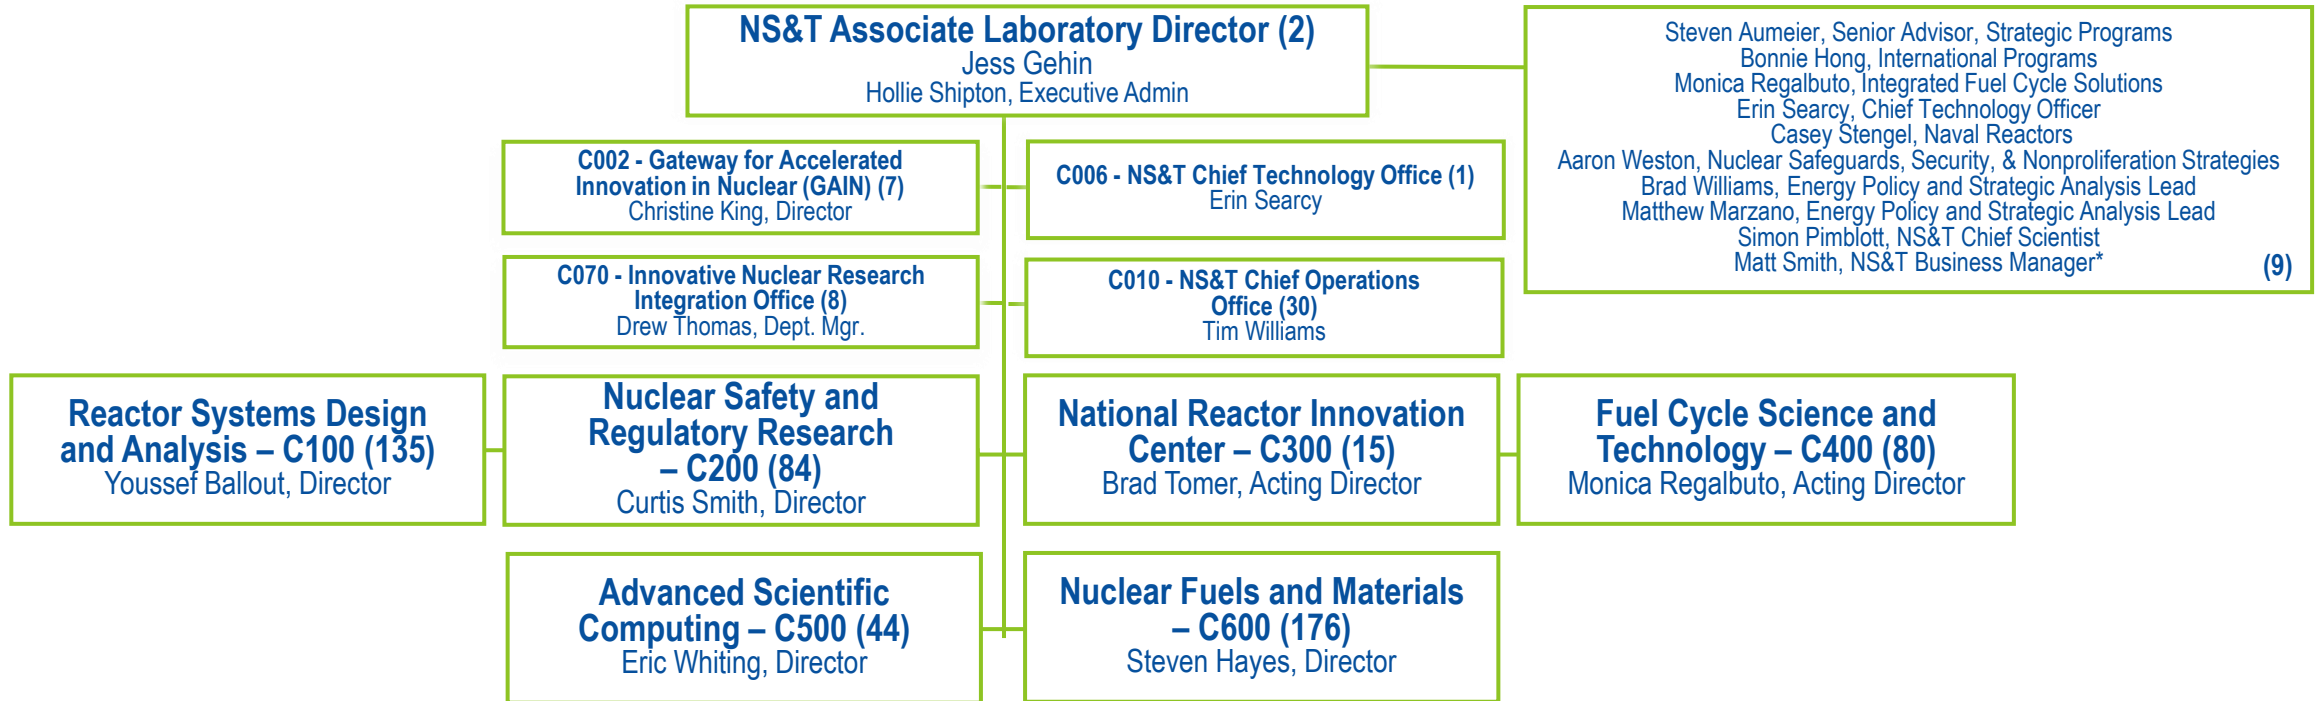 NS&T Associate Laboratory Director (2)
Jess Gehin
Hollie Shipton, Executive Admin
Steven Aumeier, Senior Advisor, Strategic Programs
Bonnie Hong, International Programs
Monica Regalbuto, Integrated Fuel Cycle Solutions
Erin Searcy, Chief Technology Officer
Casey Stengel, Naval Reactors
Aaron Weston, Nuclear Safeguards, Security, & Nonproliferation Strategies
Brad Williams, Energy Policy and Strategic Analysis Lead
Matthew Marzano, Energy Policy and Strategic Analysis Lead
Simon Pimblott, NS&T Chief Scientist
Matt Smith, NS&T Business Manager*
(9)
C002 - Gateway for Accelerated
Innovation in Nuclear (GAIN) (7)
Christine King, Director
C006 - NS&T Chief Technology Office (1)
Erin Searcy
C070 - Innovative Nuclear Research
Integration Office (8)
Drew Thomas, Dept. Mgr.
C010 - NS&T Chief Operations
Office (30)
Tim Williams
Reactor Systems Design
and Analysis – C100 (135)
Youssef Ballout, Director
Nuclear Safety and
Regulatory Research
– C200 (84)
Curtis Smith, Director
National Reactor Innovation
Center – C300 (15)
Brad Tomer, Acting Director
Fuel Cycle Science and
Technology – C400 (80)
Monica Regalbuto, Acting Director
Advanced Scientific
Computing – C500 (44)
Eric Whiting, Director
Nuclear Fuels and Materials
– C600 (176)
Steven Hayes, Director